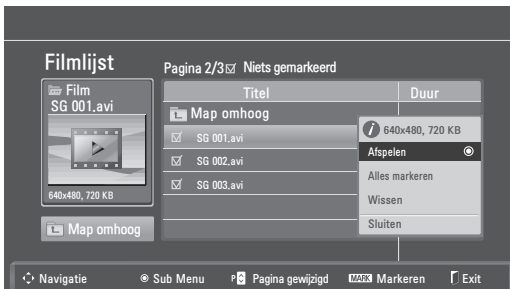 Filmlijst
Pagina 2/3 Niets gemarkeerd
Film
SG 001.avi
640x480, 720 KB
Map omhoog
Titel Duur
Map omhoog
SG 001.avi
SG 002.avi
SG 003.avi
640x480, 720 KB
Afspelen
Alles markeren
Wissen
Sluiten
Navigatie Sub Menu P Pagina gewijzigd MARK Markeren Exit